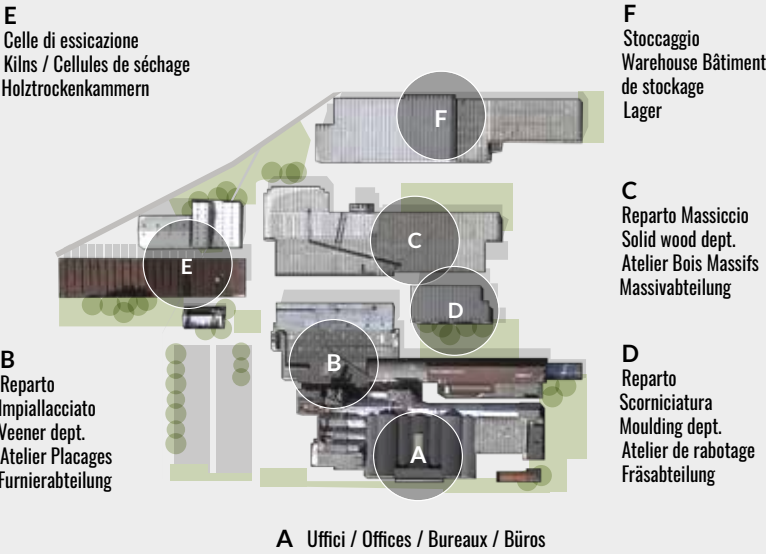 E
Celle di essicazione
Kilns / Cellules de séchage
Holztrockenkammern
F
Stoccaggio
Warehouse Bâtiment
de stockage
Lager
C
Reparto Massiccio
Solid wood dept.
Atelier Bois Massifs
Massivabteilung
D
Reparto
Scorniciatura
Moulding dept.
Atelier de rabotage
Fräsabteilung
B
Reparto
Impiallacciato
Veener dept.
Atelier Placages
Furnierabteilung
F
C
E
D
B
A
A Uffici / Offices / Bureaux / Büros